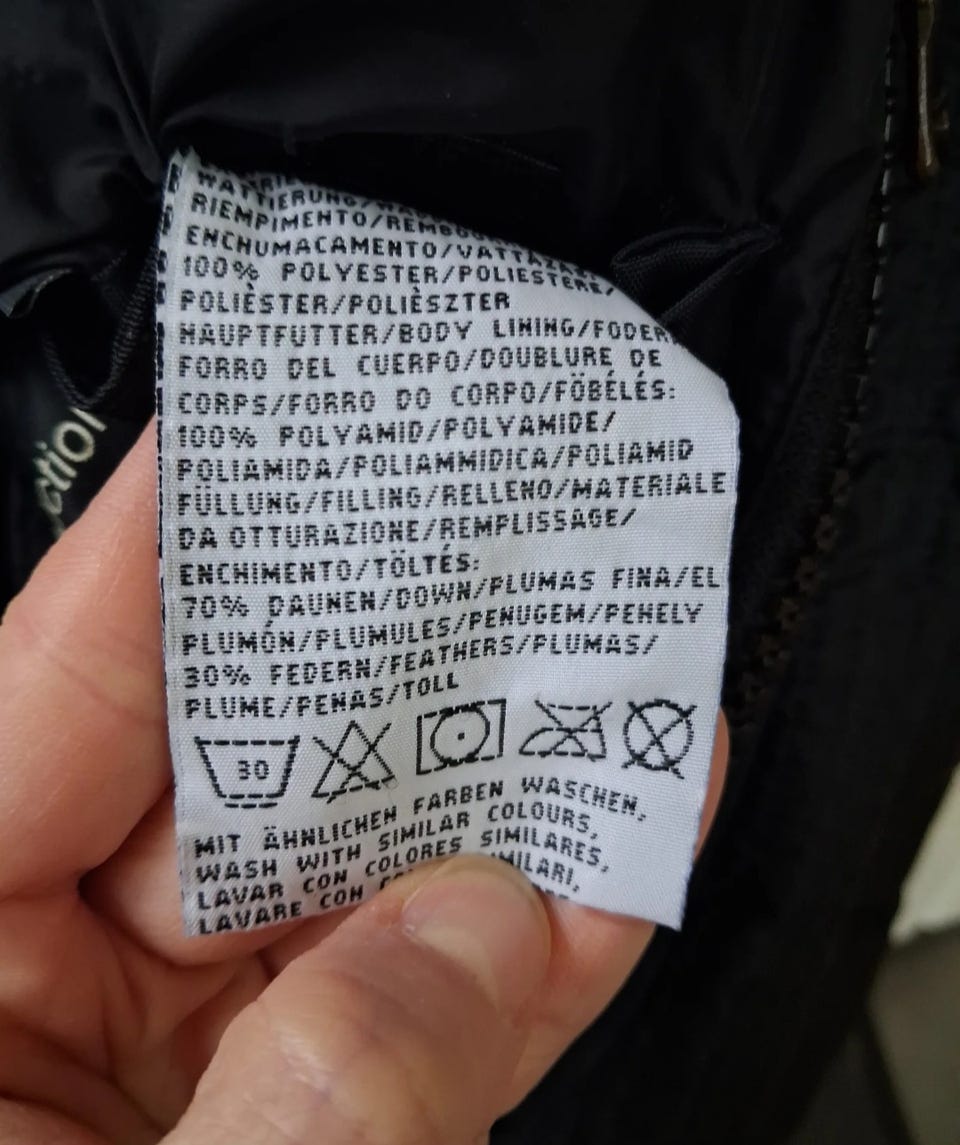 WATTIERUNG/
RIEMPIMENTO/
ENCHUMACAMENTO/
100% POLYESTER/POLIESTERE/
POLIÈSTER/POLIÈSZTER
HAUPTFUTTER/BODY LINING/
FORRO DEL CUERPO/DOUBLURE DE
CORPS/FORRO DO CORPO/FÖBÉLÉS:
100% POLYAMID/POLYAMIDE/
POLIAMIDA/POLIAMMIDICA/POLIAMID
FÜLLUNG/FILLING/RELLENO/MATERIALE
DA OTTURAZIONE/REMPLISSAGE/
ENCHIMENTO/TÖLTÉS:
70% DAUNEN/DOWN/PLUMAS FINA/EL
PLUMÓN/PLUMULES/PENUGEM/PEHELY
30% FEDERN/FEATHERS/PLUMAS/
PLUME/PENAS/TOLL
30
MIT ÄHNLICHEN FARBEN WASCHEN,
WASH WITH SIMILAR COLOURS,
LAVAR CON COLORES SIMILARES,
LAVARE CON